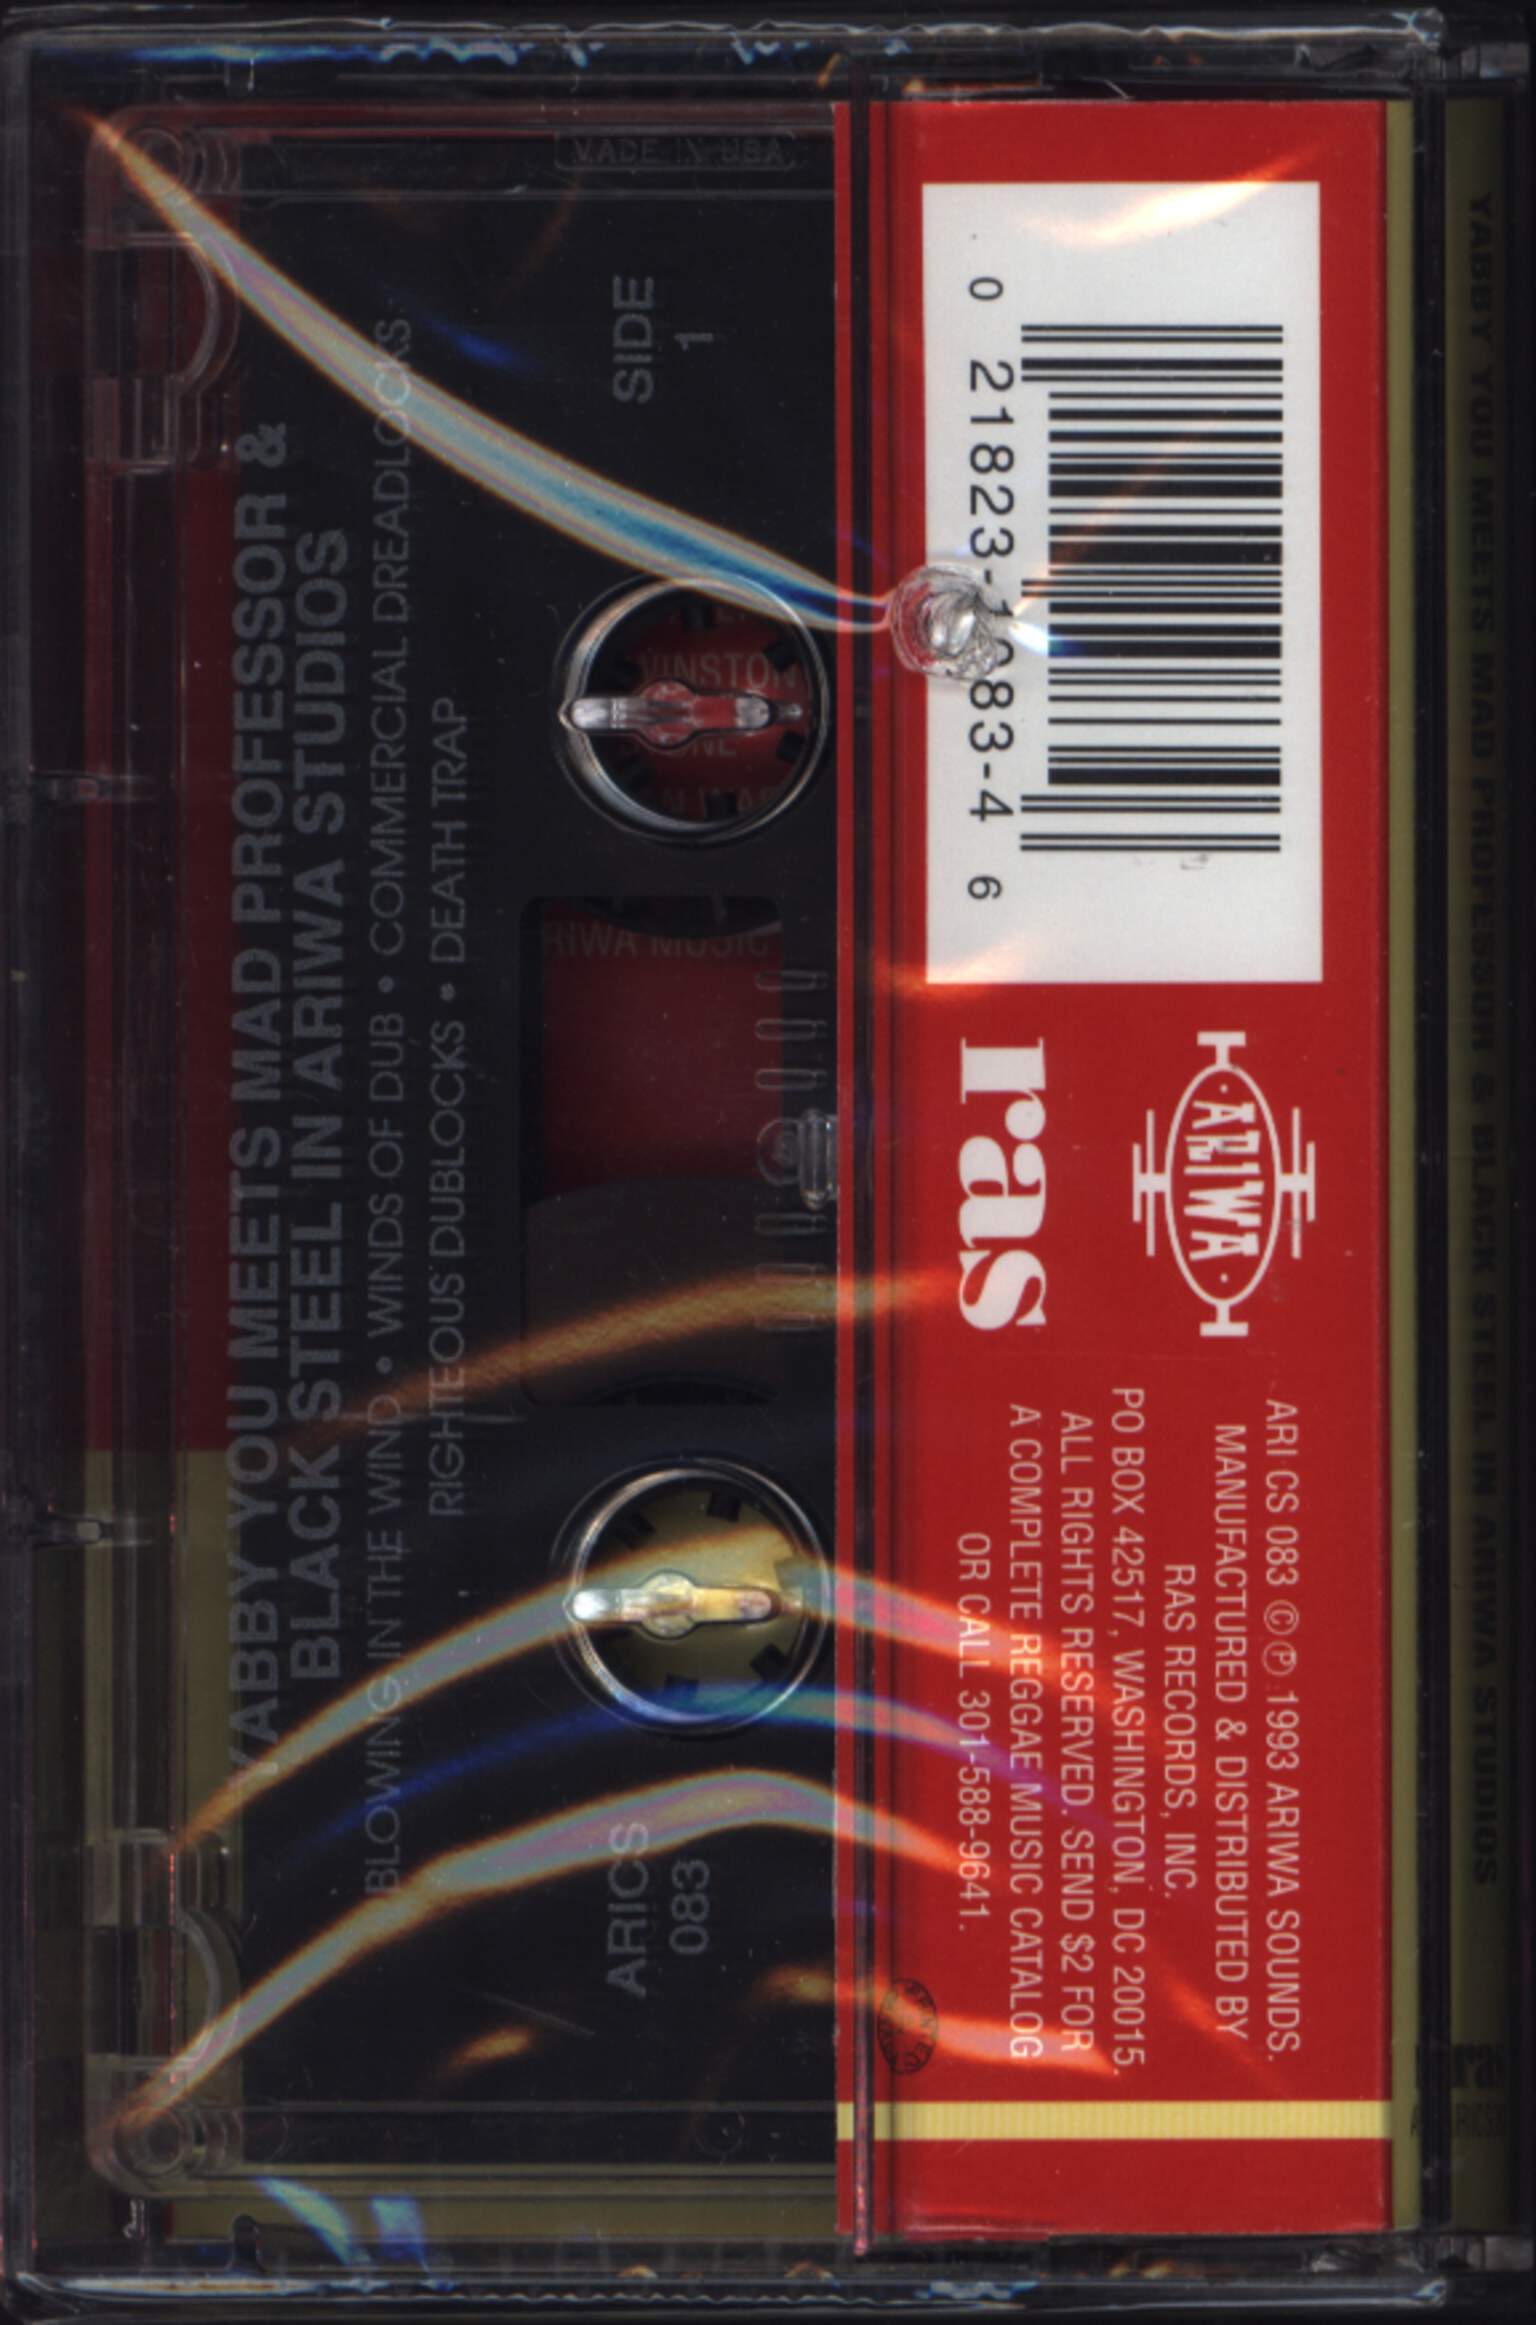 YABBY YOU MEETS MAD PROFESSOR & BLACK STEEL IN ARIWA STUDIOS
0 21823- 083-4 6
ras
·ARIWA·
ARI CS 083 © ℗ 1993 ARIWA SOUNDS.
MANUFACTURED & DISTRIBUTED BY
RAS RECORDS, INC.
PO BOX 42517, WASHINGTON, DC 20015.
ALL RIGHTS RESERVED. SEND $2 FOR
A COMPLETE REGGAE MUSIC CATALOG
OR CALL 301-588-9641.
MADE IN USA
YABBY YOU MEETS MAD PROFESSOR &
BLACK STEEL IN ARIWA STUDIOS
BLOWING IN THE WIND • WINDS OF DUB • COMMERCIAL DREADLOCKS
RIGHTEOUS DUBLOCKS • DEATH TRAP
SIDE
1
ARICS
083
WINSTON
ARIWA MUSIC